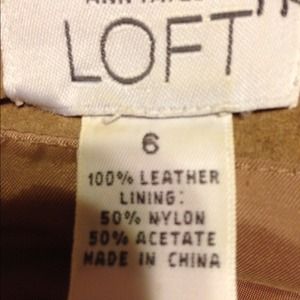 LOFT
6
100% LEATHER
LINING:
50% NYLON
50% ACETATE
MADE IN CHINA